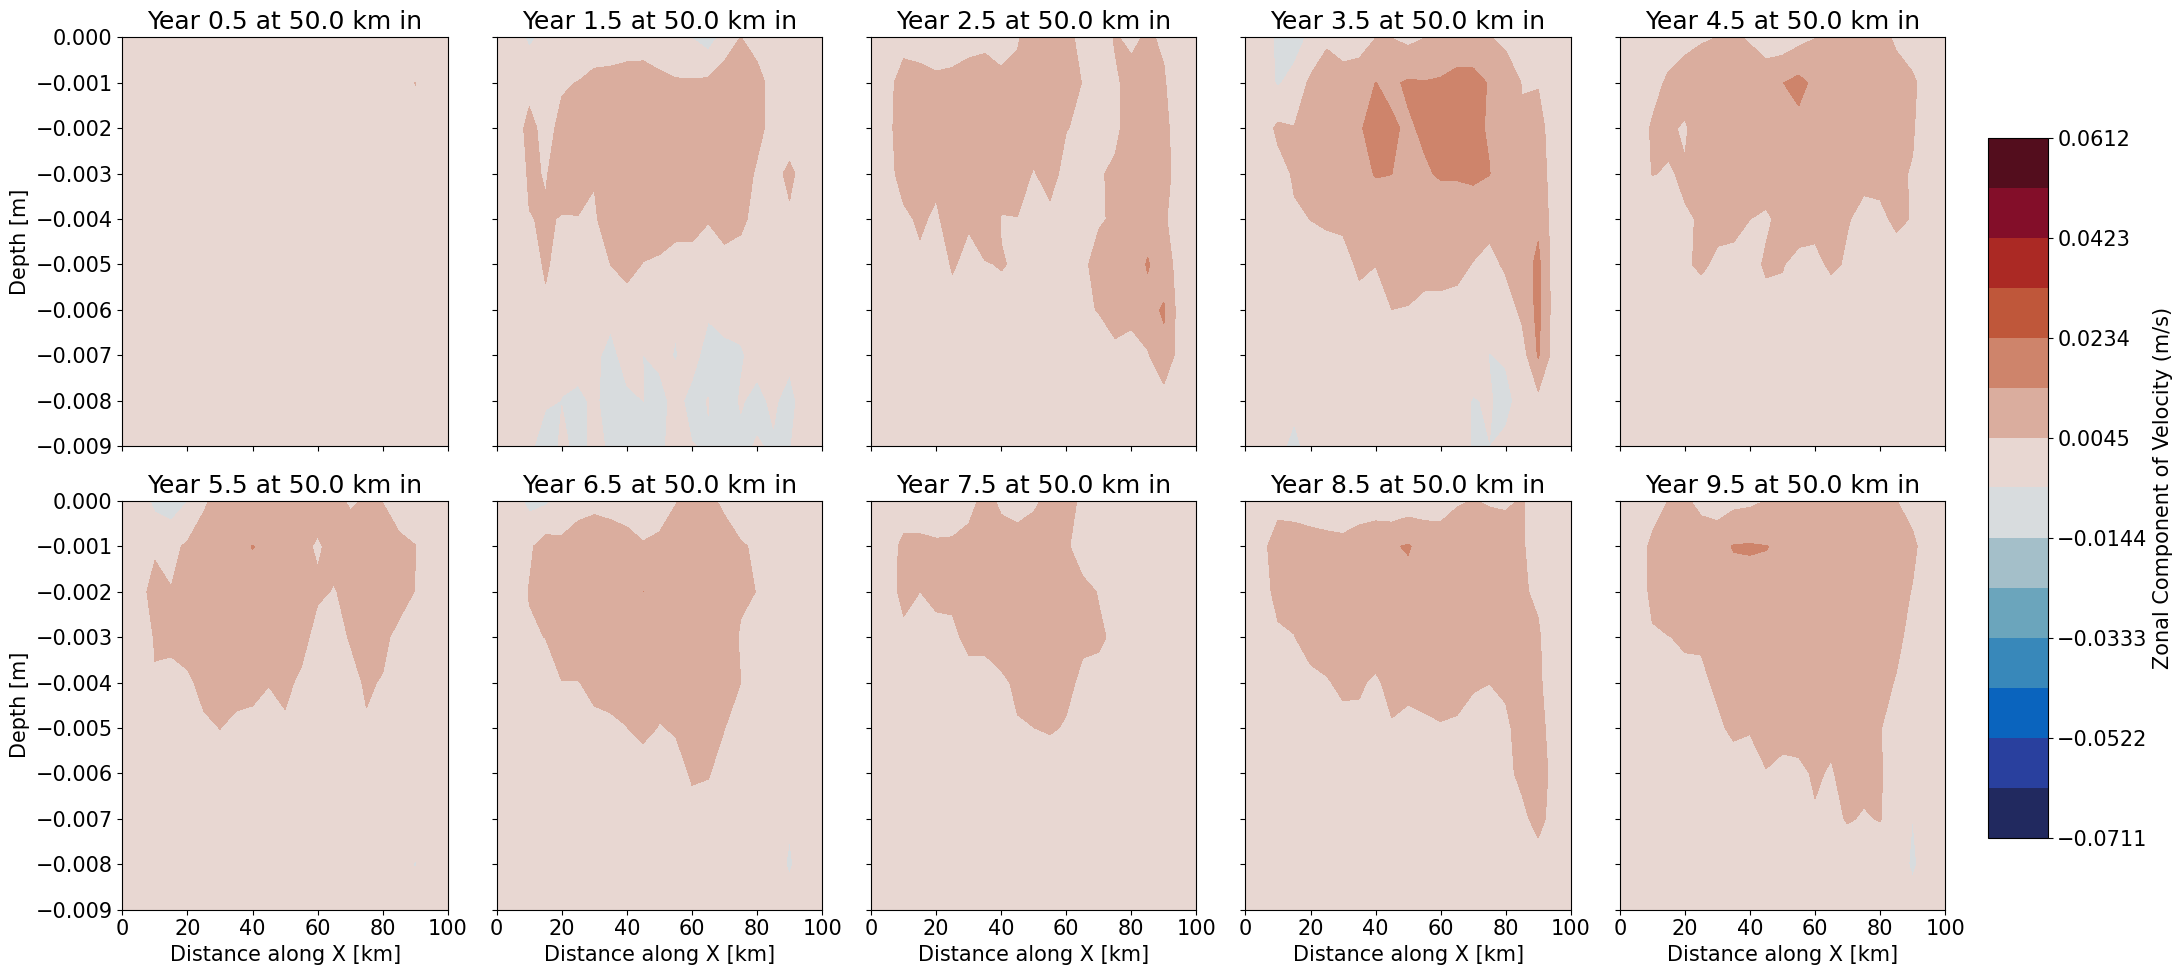 Year 0.5 at 50.0 km in
Year 1.5 at 50.0 km in
Year 2.5 at 50.0 km in
Year 3.5 at 50.0 km in
Year 4.5 at 50.0 km in
0.000
−0.001
−0.002
−0.003
−0.004
−0.005
−0.006
−0.007
−0.008
−0.009
Depth [m]
Year 5.5 at 50.0 km in
Year 6.5 at 50.0 km in
Year 7.5 at 50.0 km in
Year 8.5 at 50.0 km in
Year 9.5 at 50.0 km in
0.000
−0.001
−0.002
−0.003
−0.004
−0.005
−0.006
−0.007
−0.008
−0.009
Depth [m]
0 20 40 60 80 100
0 20 40 60 80 100
0 20 40 60 80 100
0 20 40 60 80 100
0 20 40 60 80 100
Distance along X [km]
Distance along X [km]
Distance along X [km]
Distance along X [km]
Distance along X [km]
0.0612
0.0423
0.0234
0.0045
−0.0144
−0.0333
−0.0522
−0.0711
Zonal Component of Velocity (m/s)